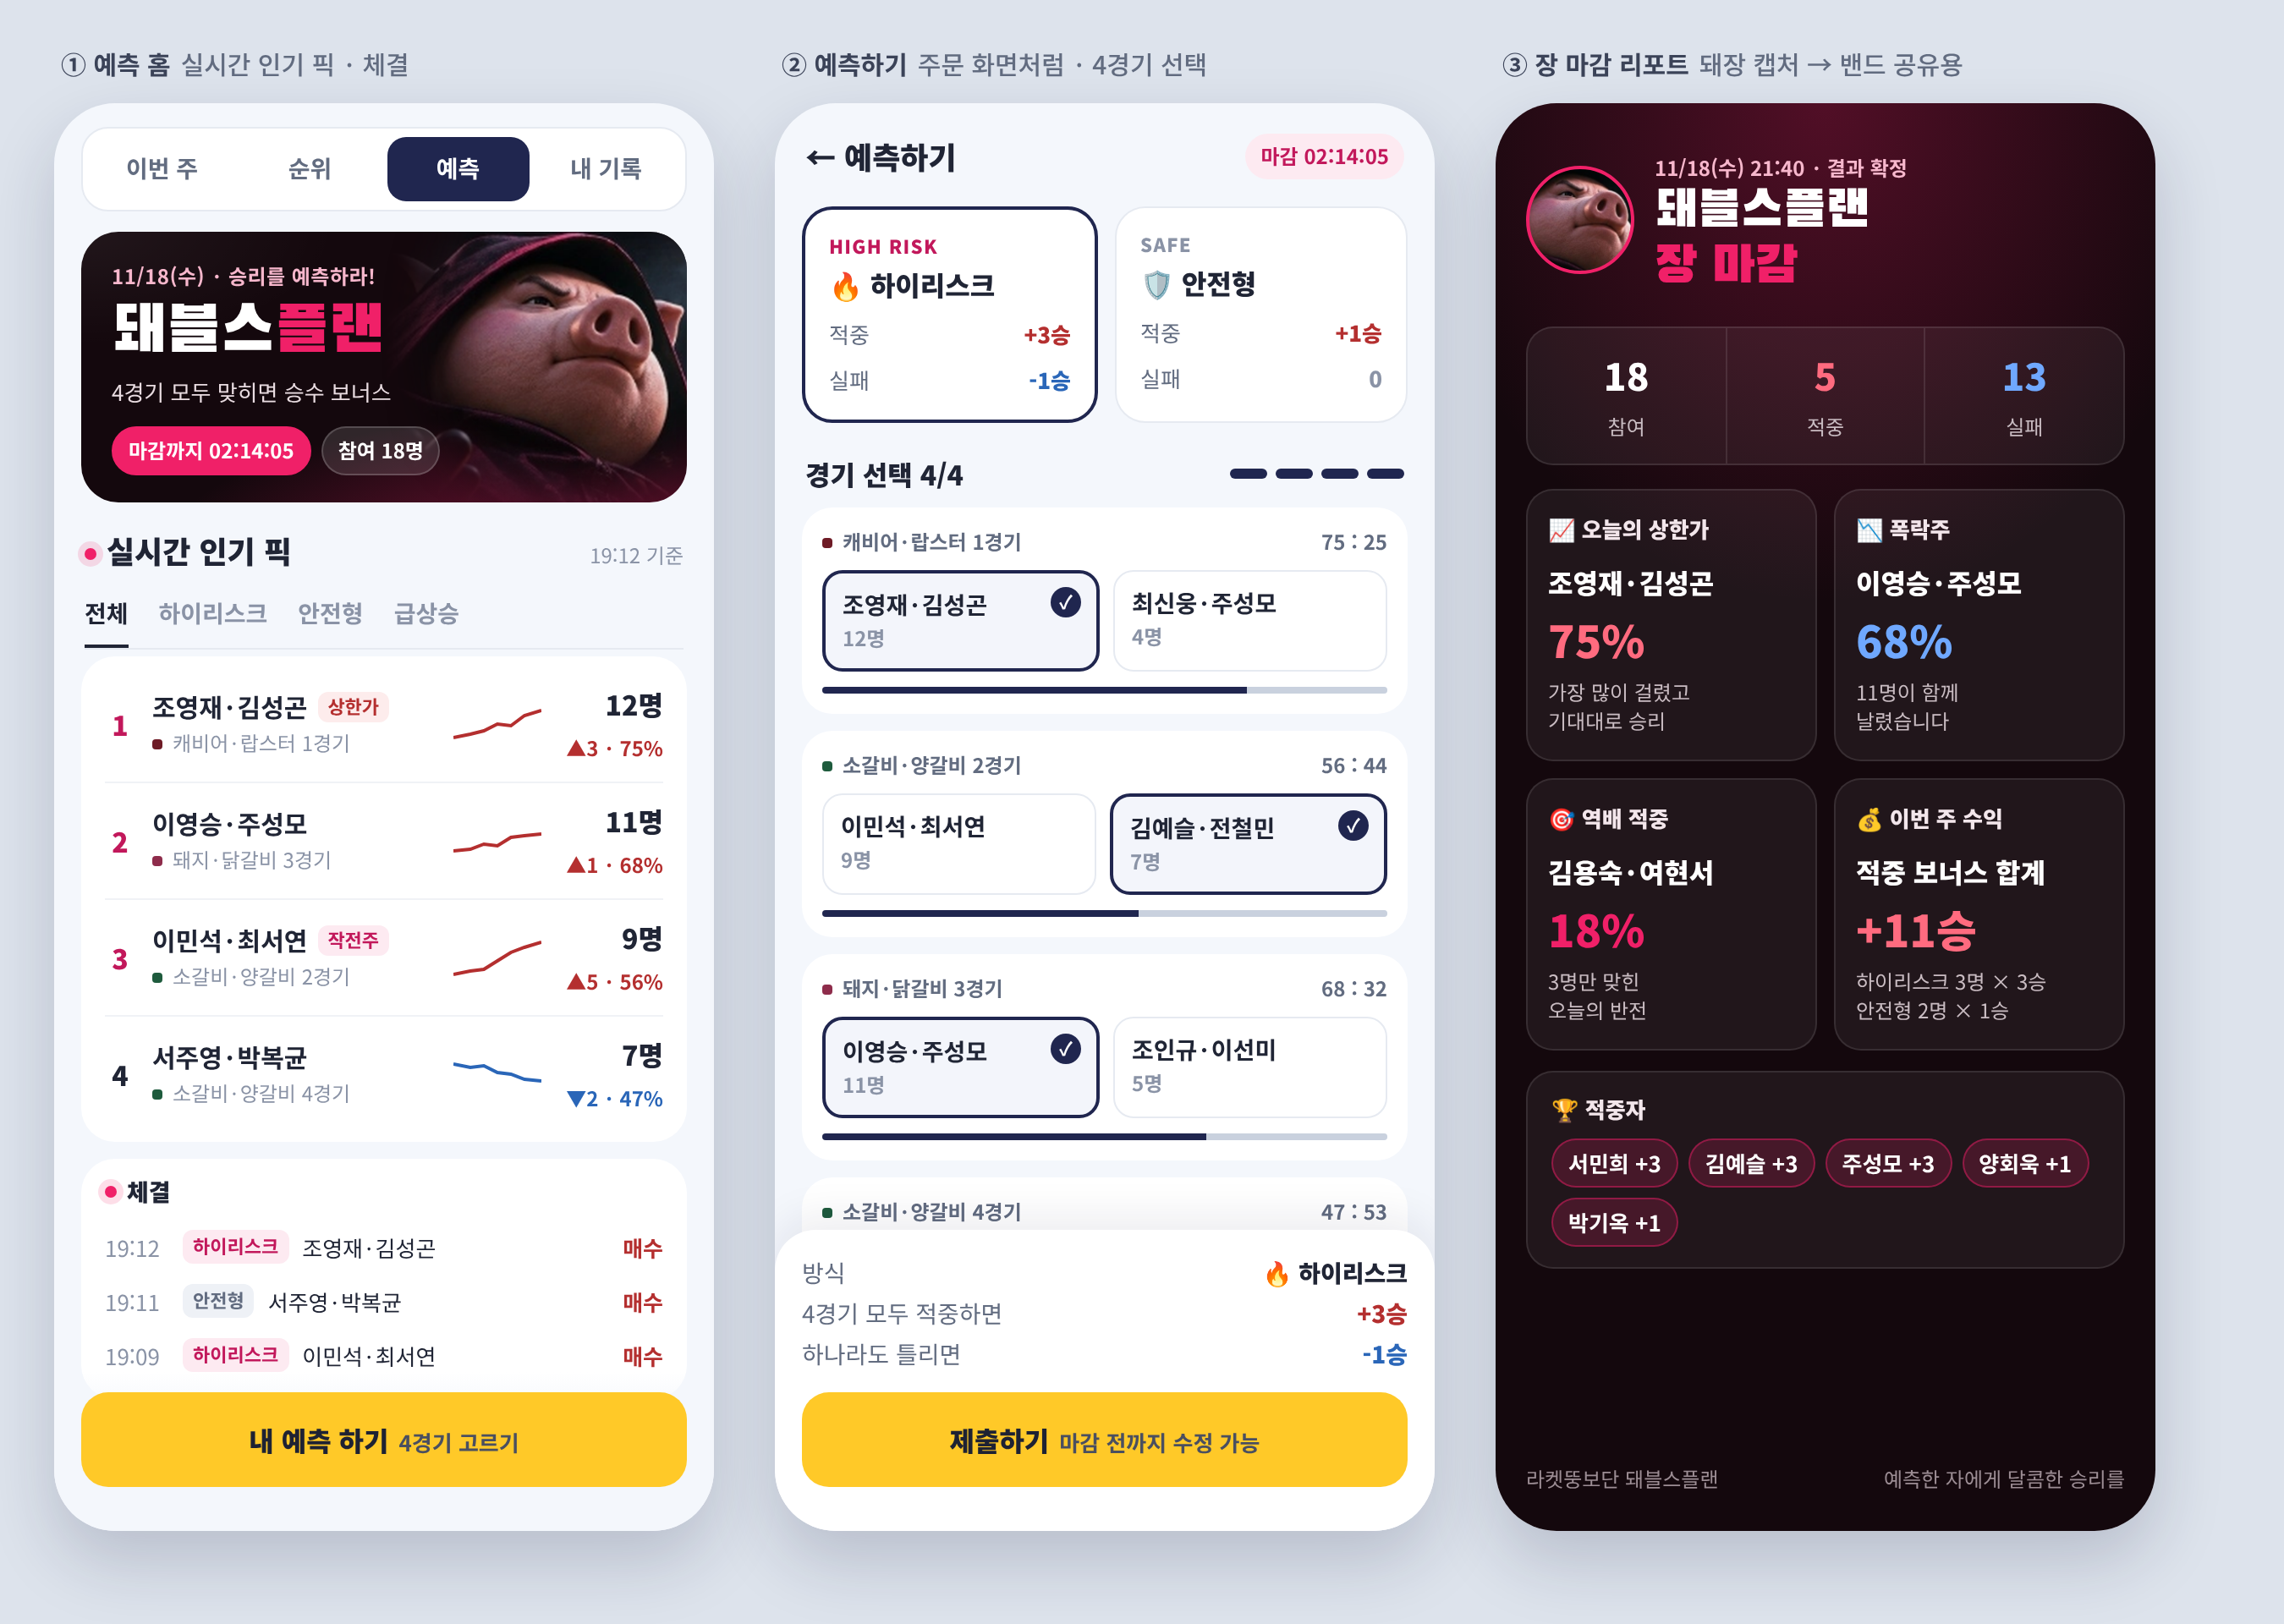 ① 예측 홈 실시간 인기 픽 · 체결
이번 주
순위
예측
내 기록
11/18(수) · 승리를 예측하라!
돼블스플랜
4경기 모두 맞히면 승수 보너스
마감까지 02:14:05
참여 18명
실시간 인기 픽
19:12 기준
전체
하이리스크
안전형
급상승
1
조영재·김성곤 상한가
캐비어·랍스터 1경기
12명
▲3 · 75%
2
이영승·주성모
돼지·닭갈비 3경기
11명
▲1 · 68%
3
이민석·최서연 작전주
소갈비·양갈비 2경기
9명
▲5 · 56%
4
서주영·박복균
소갈비·양갈비 4경기
7명
▼2 · 47%
체결
19:12 하이리스크 조영재·김성곤 매수
19:11 안전형 서주영·박복균 매수
19:09 하이리스크 이민석·최서연 매수
내 예측 하기 4경기 고르기
② 예측하기 주문 화면처럼 · 4경기 선택
← 예측하기
마감 02:14:05
HIGH RISK
🔥 하이리스크
적중 +3승
실패 -1승
SAFE
🛡️ 안전형
적중 +1승
실패 0
경기 선택 4/4
캐비어·랍스터 1경기
75 : 25
조영재·김성곤 ✓
12명
최신웅·주성모
4명
소갈비·양갈비 2경기
56 : 44
이민석·최서연
9명
김예슬·전철민 ✓
7명
돼지·닭갈비 3경기
68 : 32
이영승·주성모 ✓
11명
조인규·이선미
5명
소갈비·양갈비 4경기
47 : 53
방식 🔥 하이리스크
4경기 모두 적중하면 +3승
하나라도 틀리면 -1승
제출하기 마감 전까지 수정 가능
③ 장 마감 리포트 돼장 캡처 → 밴드 공유용
11/18(수) 21:40 · 결과 확정
돼블스플랜
장 마감
18
참여
5
적중
13
실패
📈 오늘의 상한가
조영재·김성곤
75%
가장 많이 걸렸고
기대대로 승리
📉 폭락주
이영승·주성모
68%
11명이 함께
날렸습니다
🎯 역배 적중
김용숙·여현서
18%
3명만 맞힌
오늘의 반전
💰 이번 주 수익
적중 보너스 합계
+11승
하이리스크 3명 × 3승
안전형 2명 × 1승
🏆 적중자
서민희 +3
김예슬 +3
주성모 +3
양회욱 +1
박기옥 +1
라켓뚱보단 돼블스플랜
예측한 자에게 달콤한 승리를